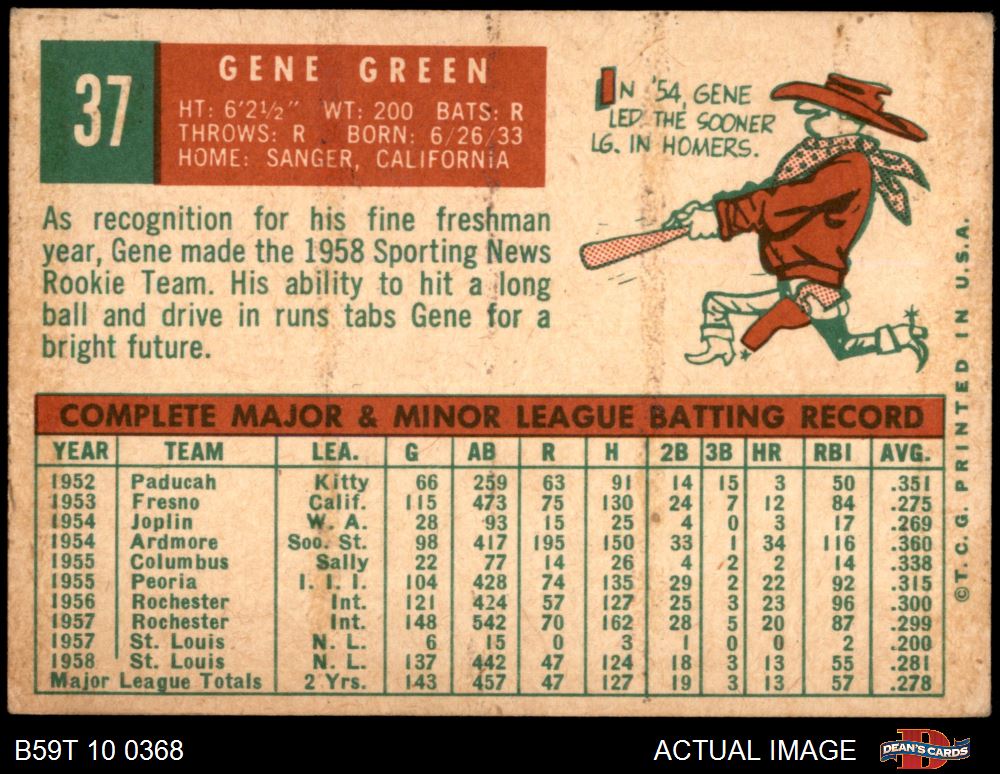 37
GENE GREEN
HT: 6'2½" WT: 200 BATS: R
THROWS: R BORN: 6/26/33
HOME: SANGER, CALIFORNIA
IN '54, GENE
LED THE SOONER
LG. IN HOMERS.
As recognition for his fine freshman
year, Gene made the 1958 Sporting News
Rookie Team. His ability to hit a long
ball and drive in runs tabs Gene for a
bright future.
COMPLETE MAJOR & MINOR LEAGUE BATTING RECORD
YEAR TEAM LEA. G AB R H 2B 3B HR RBI AVG.
1952 Paducah Kitty 66 259 63 91 14 15 3 50 .351
1953 Fresno Calif. 115 473 75 130 24 7 12 84 .275
1954 Joplin W. A. 28 93 15 25 4 0 3 17 .269
1954 Ardmore Soo. St. 98 417 195 150 33 1 34 116 .360
1955 Columbus Sally 22 77 14 26 4 2 2 14 .338
1955 Peoria I. I. I. 104 428 74 135 29 2 22 92 .315
1956 Rochester Int. 121 424 57 127 25 3 23 96 .300
1957 Rochester Int. 148 542 70 162 28 5 20 87 .299
1957 St. Louis N. L. 6 15 0 3 1 0 0 2 .200
1958 St. Louis N. L. 137 442 47 124 18 3 13 55 .281
Major League Totals 2 Yrs. 143 457 47 127 19 3 13 57 .278
©T. C. G. PRINTED IN U.S.A.
B59T 10 0368
ACTUAL IMAGE
DEAN'S CARDS